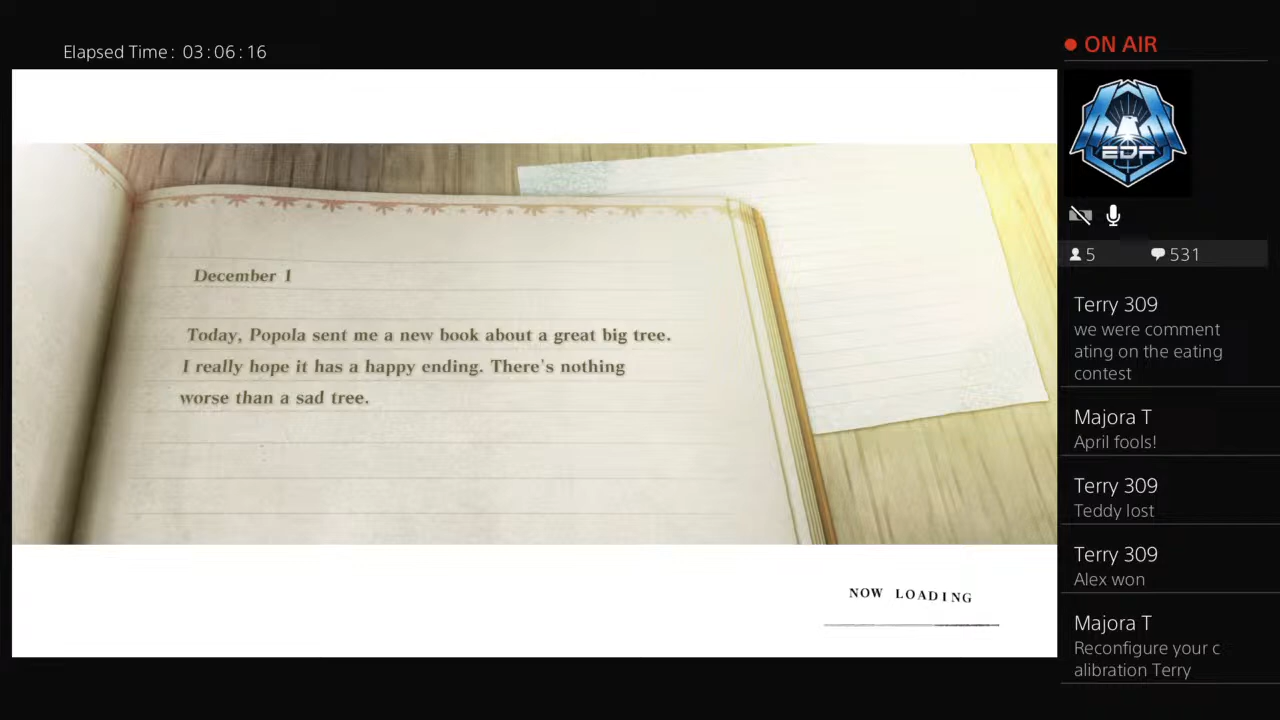 Elapsed Time: 03:06:16
ON AIR
EDF
5 531
December 1
Today, Popola sent me a new book about a great big tree.
I really hope it has a happy ending. There's nothing
worse than a sad tree.
NOW LOADING
Terry 309
we were comment
ating on the eating
contest
Majora T
April fools!
Terry 309
Teddy lost
Terry 309
Alex won
Majora T
Reconfigure your c
alibration Terry